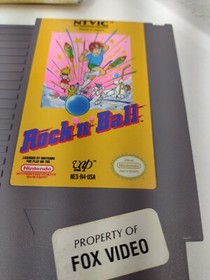 NTVIC
Rock 'n' Ball
LICENSED BY NINTENDO
FOR PLAY ON THE
Nintendo
NES-R4-USA
PROPERTY OF
FOX VIDEO